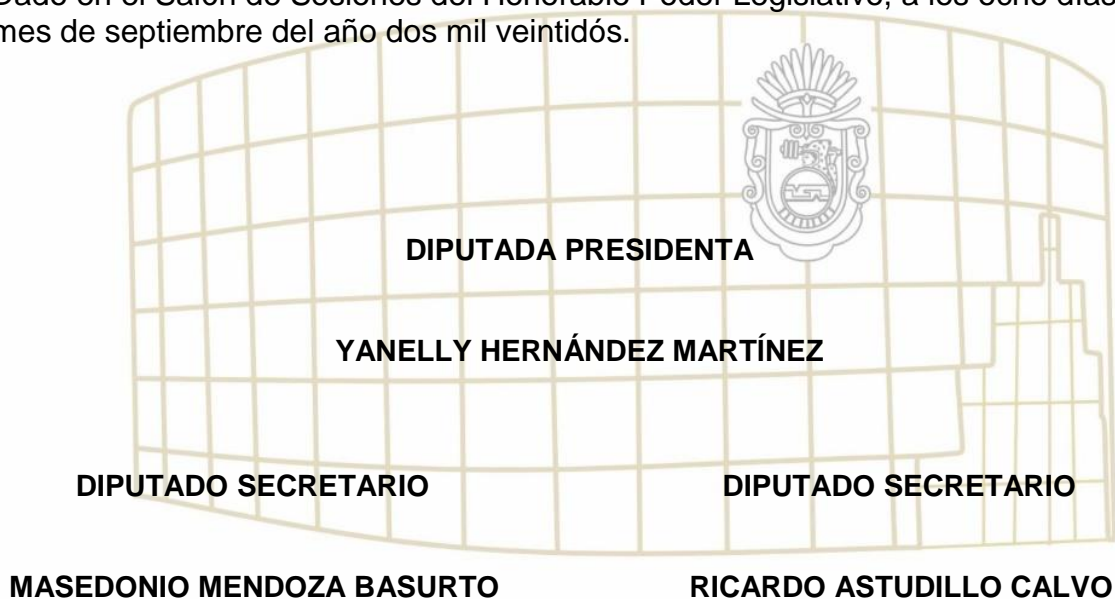 Dado en el Salón de Sesiones del Honorable Poder Legislativo, a los ocho días
mes de septiembre del año dos mil veintidós.
DIPUTADA PRESIDENTA
YANELLY HERNÁNDEZ MARTÍNEZ
DIPUTADO SECRETARIO DIPUTADO SECRETARIO
MASEDONIO MENDOZA BASURTO RICARDO ASTUDILLO CALVO